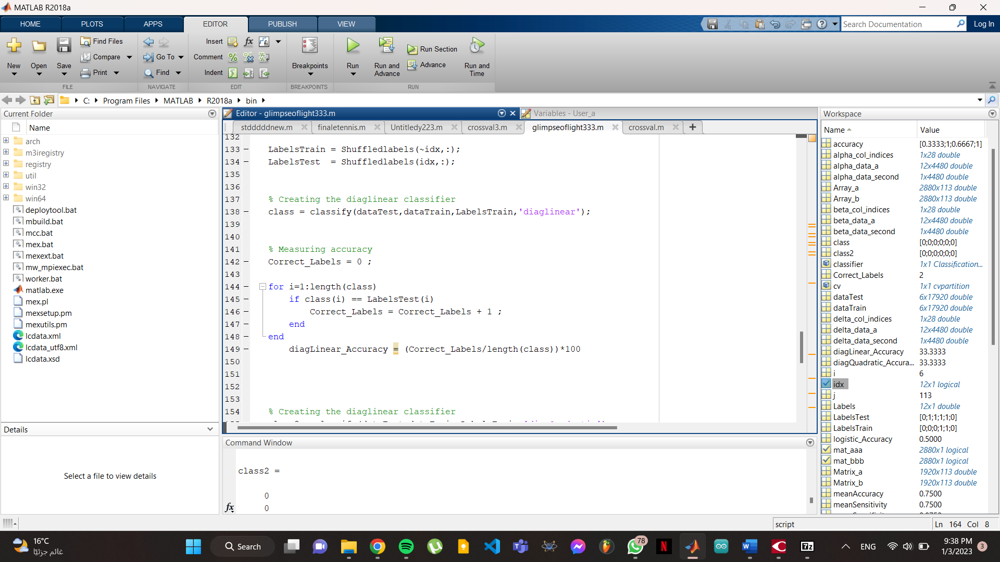 MATLAB R2018a
HOME PLOTS APPS EDITOR PUBLISH VIEW
Search Documentation Log In
New Open Save
Find Files
Compare
Print
FILE
Go To
Find
NAVIGATE
Insert
Comment
Indent
EDIT
Breakpoints
BREAKPOINTS
Run
Run and Advance
Run Section
Advance
Run and Time
RUN
C: Program Files MATLAB R2018a bin
Current Folder
Name
arch
m3iregistry
registry
util
win32
win64
deploytool.bat
mbuild.bat
mcc.bat
mex.bat
mexext.bat
mw_mpiexec.bat
worker.bat
matlab.exe
mex.pl
mexsetup.pm
mexutils.pm
lcdata.xml
lcdata_utf8.xml
lcdata.xsd
Details
Select a file to view details
Editor - glimpseoflight333.m
Variables - User_a
stdddddnew.m finaletennis.m Untitledy223.m crossval3.m glimpseoflight333.m crossval.m
132
133 – LabelsTrain = Shuffledlabels(~idx,:);
134 – LabelsTest  = Shuffledlabels(idx,:);
135
136
137 % Creating the diaglinear classifier
138 – class = classify(dataTest,dataTrain,LabelsTrain,'diaglinear');
139
140
141 % Measuring accuracy
142 – Correct_Labels = 0 ;
143
144 – for i=1:length(class)
145 – if class(i) == LabelsTest(i)
146 – Correct_Labels = Correct_Labels + 1 ;
147 – end
148 – end
149 – diagLinear_Accuracy = (Correct_Labels/length(class))*100
150
151
152
153
154 % Creating the diaglinear classifier
Command Window
class2 =
0
0
fx
Workspace
Name Value
accuracy [0.3333;1;0.6667;1]
alpha_col_indices 1x28 double
alpha_data_a 12x4480 double
alpha_data_second 1x4480 double
Array_a 2880x113 double
Array_b 2880x113 double
beta_col_indices 1x28 double
beta_data_a 12x4480 double
beta_data_second 1x4480 double
class [0;0;0;0;0;0]
class2 [0;0;0;0;0;0]
classifier 1x1 Classification...
Correct_Labels 2
cv 1x1 cvpartition
dataTest 6x17920 double
dataTrain 6x17920 double
delta_col_indices 1x28 double
delta_data_a 12x4480 double
delta_data_second 1x4480 double
diagLinear_Accuracy 33.3333
diagQuadratic_Accura... 33.3333
i 6
idx 12x1 logical
j 113
Labels 12x1 double
LabelsTest [0;1;1;1;1;0]
LabelsTrain [0;0;0;1;1;0]
logistic_Accuracy 0.5000
mat_aaa 2880x1 logical
mat_bbb 2880x1 logical
Matrix_a 1920x113 double
Matrix_b 1920x113 double
meanAccuracy 0.7500
meanSensitivity 0.7500
script Ln 164 Col 8
16°C
غائم جزئيًا
Search
78
ENG
9:38 PM
1/3/2023
3